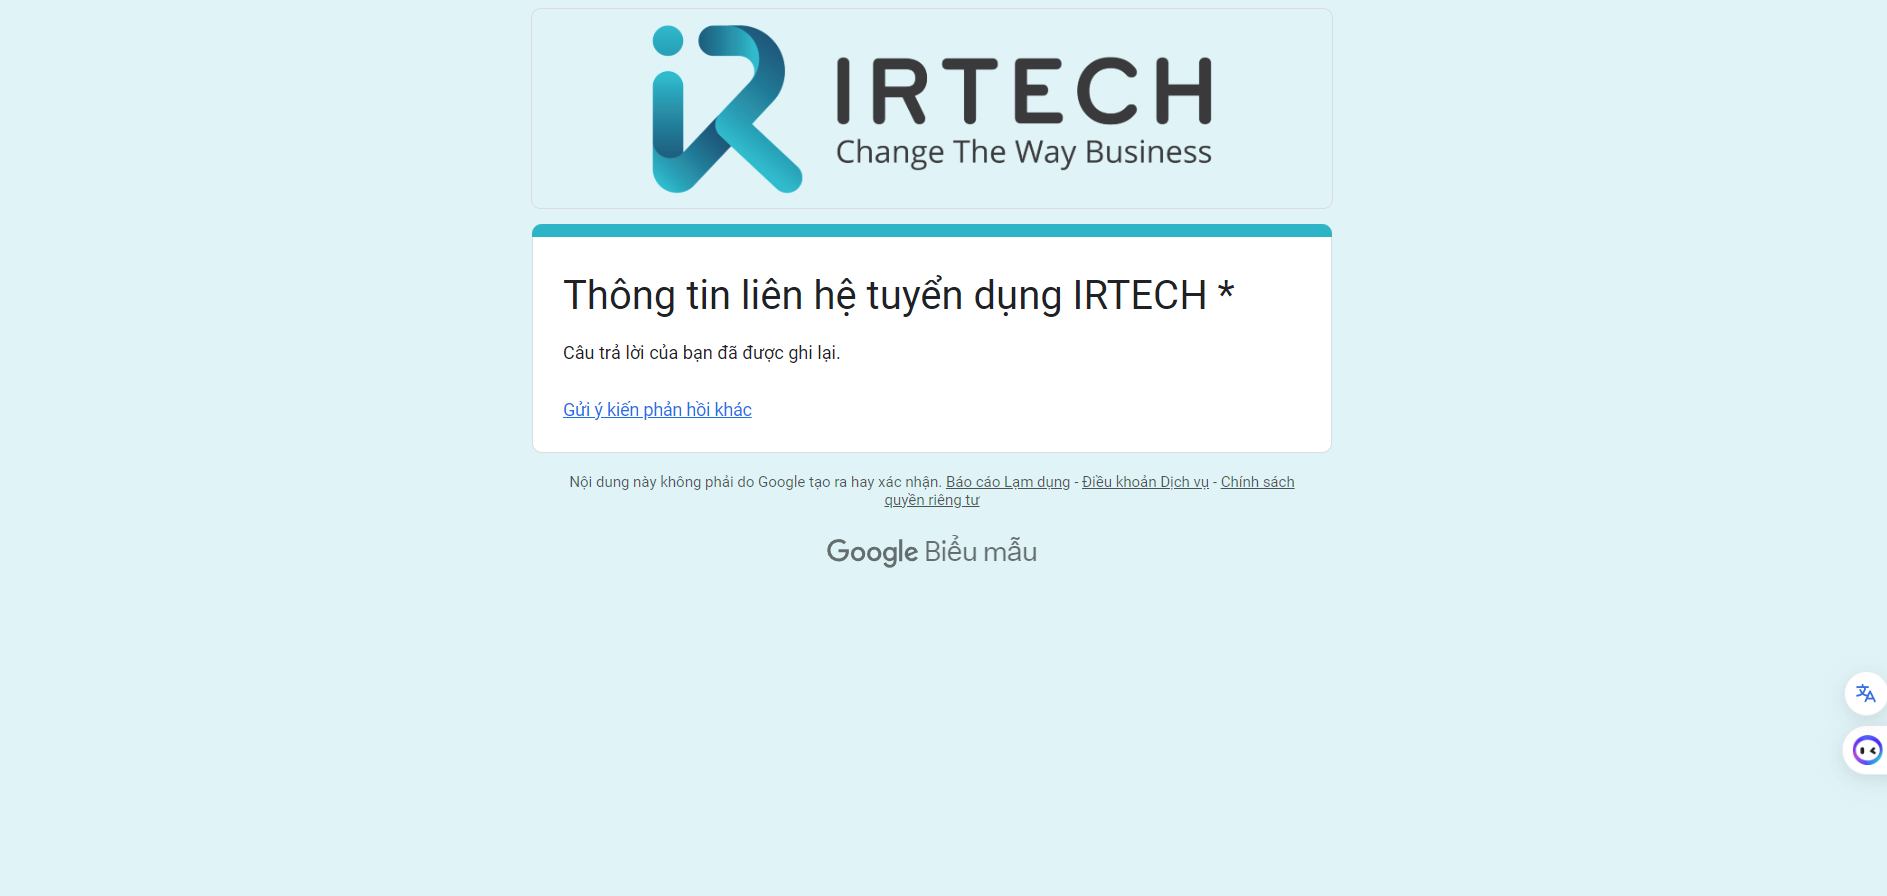 IRTECH
Change The Way Business
Thông tin liên hệ tuyển dụng IRTECH *
Câu trả lời của bạn đã được ghi lại.
Gửi ý kiến phản hồi khác
Nội dung này không phải do Google tạo ra hay xác nhận. Báo cáo Lạm dụng - Điều khoản Dịch vụ - Chính sách
quyền riêng tư
Google Biểu mẫu